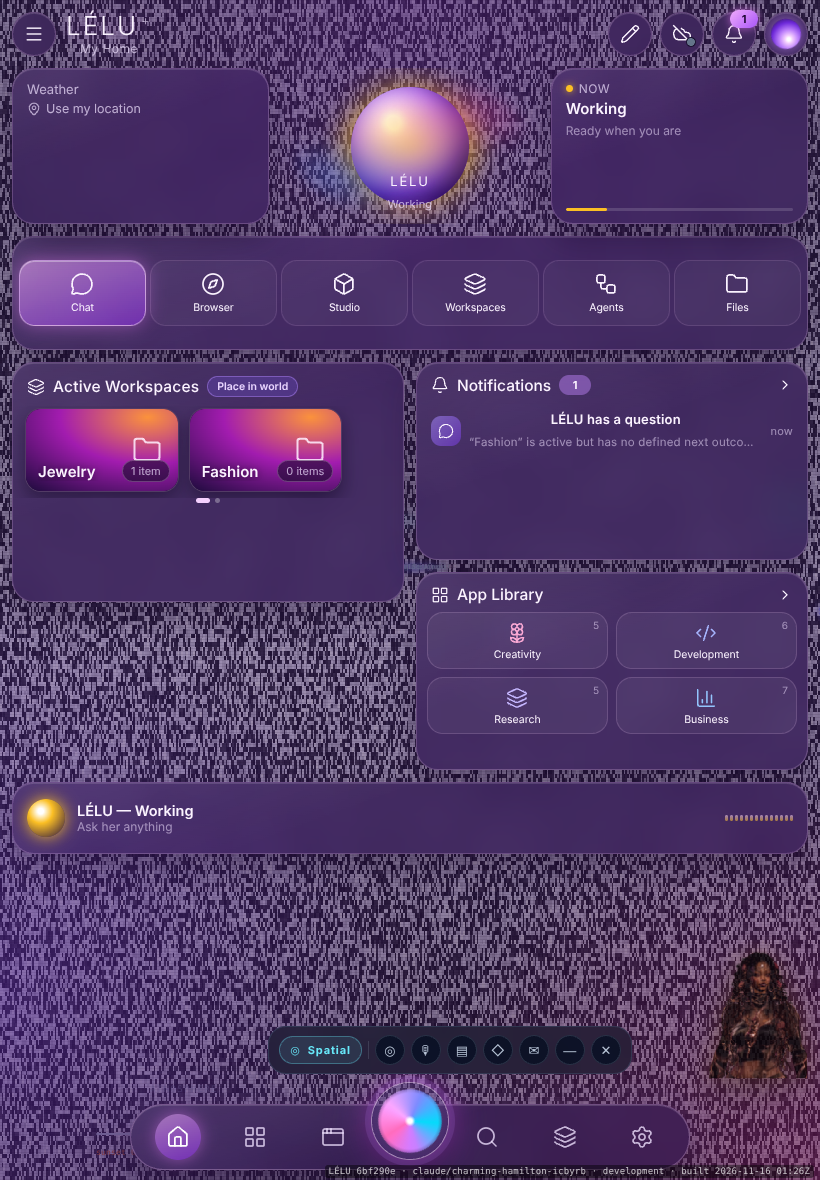 LÉLU
My Home
1
Weather
Use my location
LÉLU
Working
NOW
Working
Ready when you are
Chat
Browser
Studio
Workspaces
Agents
Files
Active Workspaces
Place in world
Jewelry
1 item
Fashion
0 items
Notifications
1
LÉLU has a question
“Fashion” is active but has no defined next outco...
now
App Library
Creativity
5
Development
6
Research
5
Business
7
LÉLU — Working
Ask her anything
Spatial
LÉLU 6bf290e · claude/charming-hamilton-icbyrb · development · built 2026-11-16 01:26Z